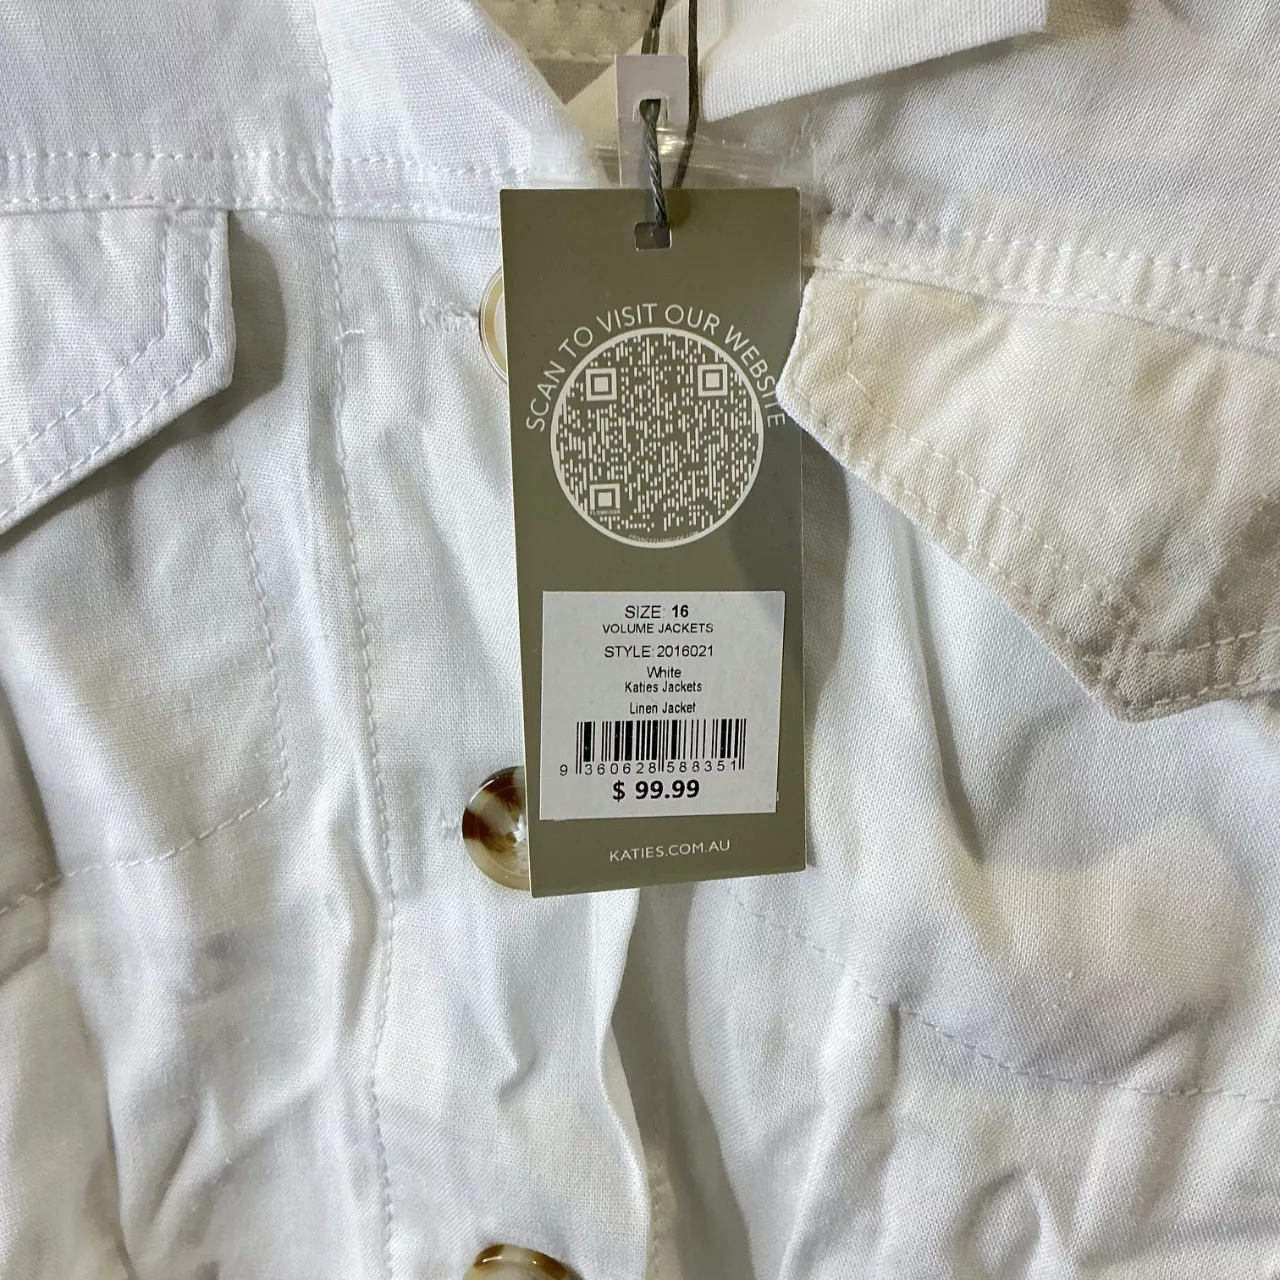 SCAN TO VISIT OUR WEBSITE
FLOWCODE
SIZE: 16
VOLUME JACKETS
STYLE:2016021
White
Katies Jackets
Linen Jacket
9 360628 588351
$ 99.99
KATIES.COM.AU